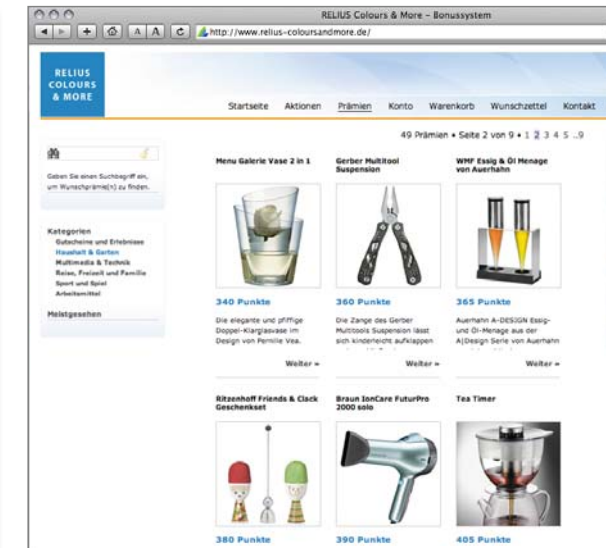 RELIUS Colours & More – Bonussystem
A A C http://www.relius-coloursandmore.de/
RELIUS
COLOURS
& MORE
Startseite Aktionen Prämien Konto Warenkorb Wunschzettel Kontakt
49 Prämien • Seite 2 von 9 • 1 2 3 4 5 ..9
Geben Sie einen Suchbegriff ein,
um Wunschprämie(n) zu finden.
Kategorien
Gutscheine und Erlebnisse
Haushalt & Garten
Multimedia & Technik
Reise, Freizeit und Familie
Sport und Spiel
Arbeitsmittel
Meistgesehen
Menu Galerie Vase 2 in 1
340 Punkte
Die elegante und pfiffige
Doppel-Klarglasvase im
Design von Pernille Vea.
Weiter »
Gerber Multitool
Suspension
360 Punkte
Die Zange des Gerber
Multitools Suspension lässt
sich kinderleicht aufklappen
Weiter »
WMF Essig & Öl Menage
von Auerhahn
365 Punkte
Auerhahn A-DESIGN Essig-
und Öl-Menage aus der
A|Design Serie von Auerhahn
Weiter »
Ritzenhoff Friends & Clack
Geschenkset
380 Punkte
Braun IonCare FuturPro
2000 solo
390 Punkte
Tea Timer
405 Punkte